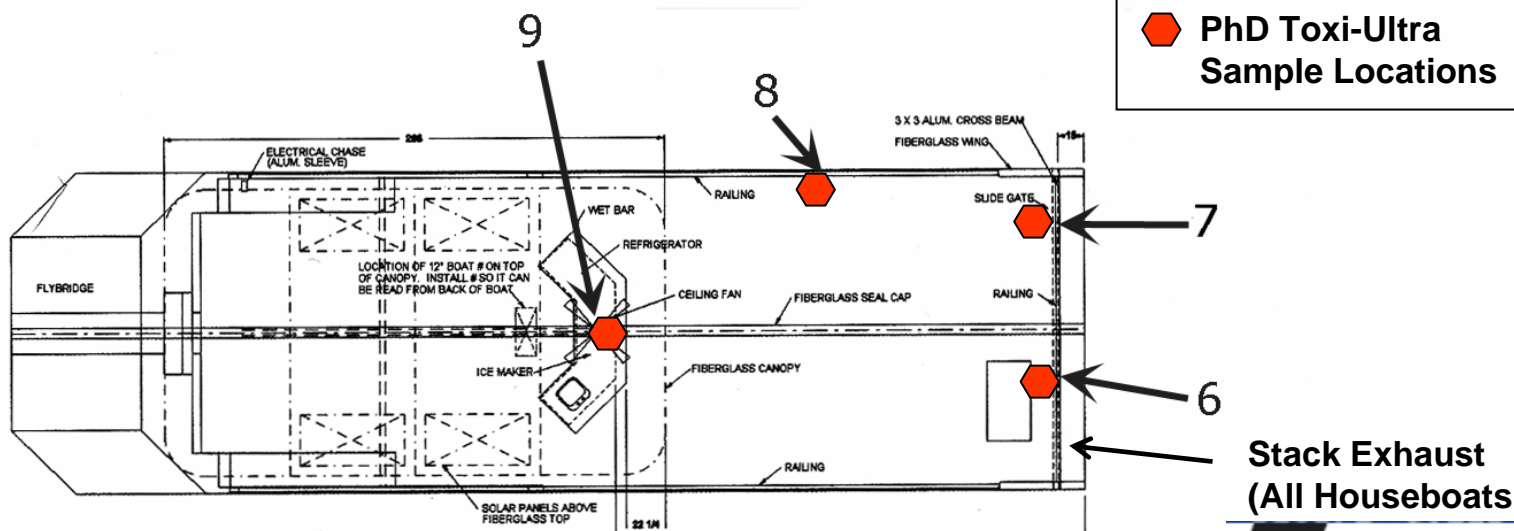 9
PhD Toxi-Ultra
Sample Locations
8
3 X 3 ALUM. CROSS BEAM
FIBERGLASS WING
15
ELECTRICAL CHASE
(ALUM. SLEEVE)
RAILING
SLIDE GATE
WET BAR
7
REFRIGERATOR
LOCATION OF 12" BOAT # ON TOP
OF CANOPY. INSTALL # SO IT CAN
BE READ FROM BACK OF BOAT
FLYBRIDGE
CEILING FAN
FIBERGLASS SEAL CAP
RAILING
ICE MAKER
FIBERGLASS CANOPY
6
Stack Exhaust
(All Houseboats
RAILING
SOLAR PANELS ABOVE
FIBERGLASS TOP
22 1/4